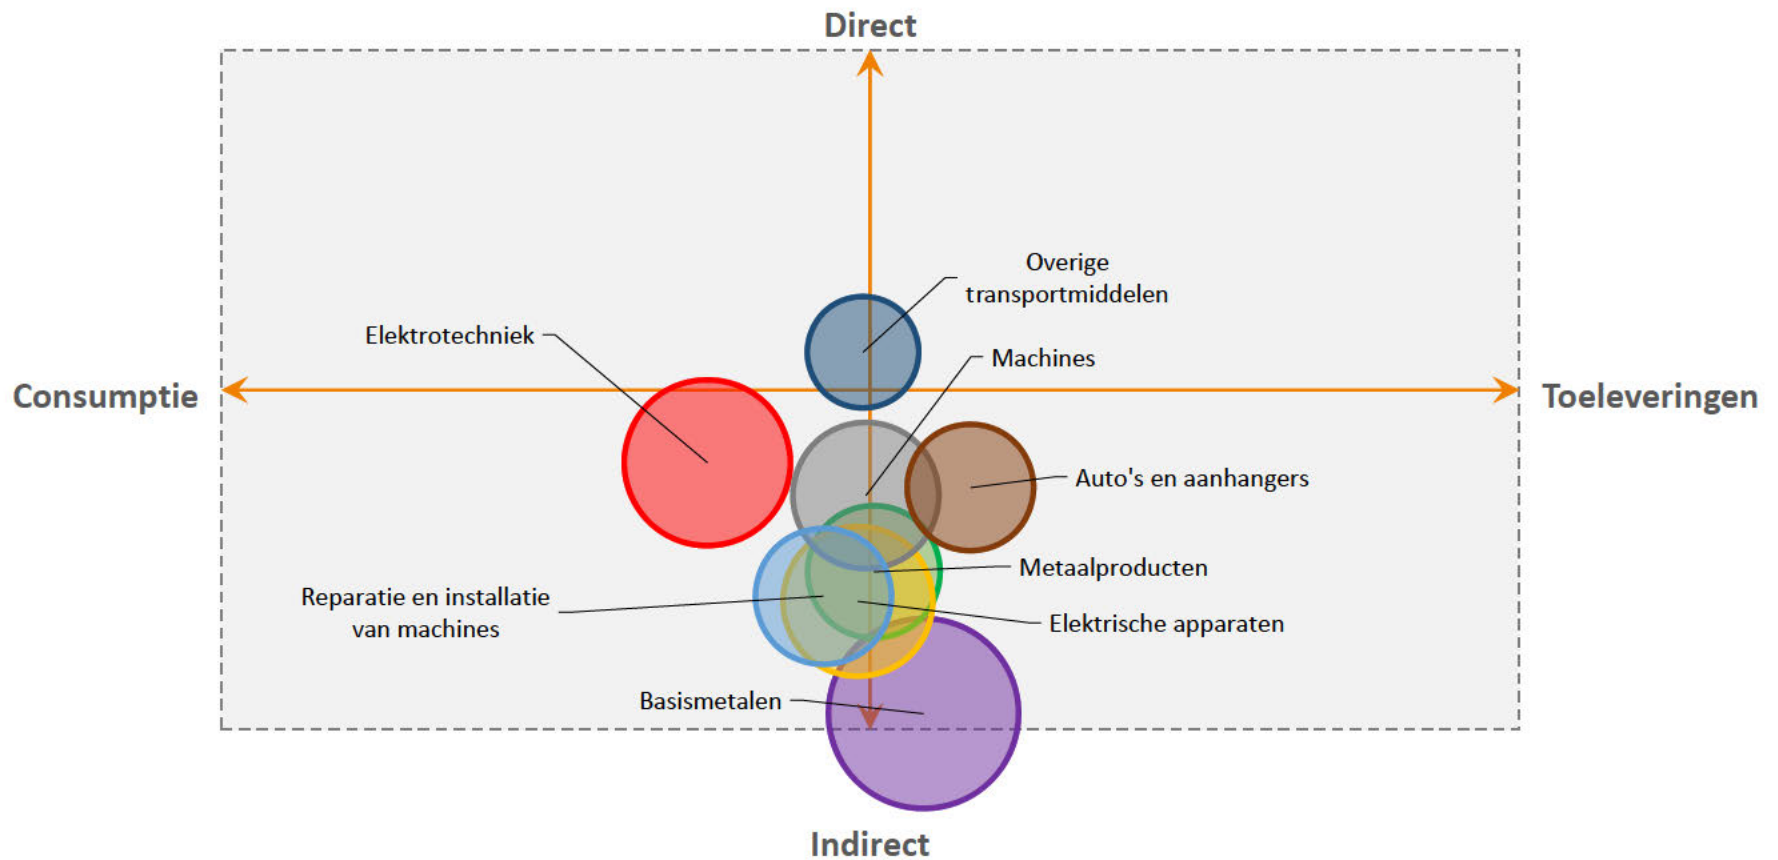 Direct
Overige
transportmiddelen
Elektrotechniek
Machines
Consumptie
Toeleveringen
Auto's en aanhangers
Metaalproducten
Reparatie en installatie
van machines
Elektrische apparaten
Basismetalen
Indirect